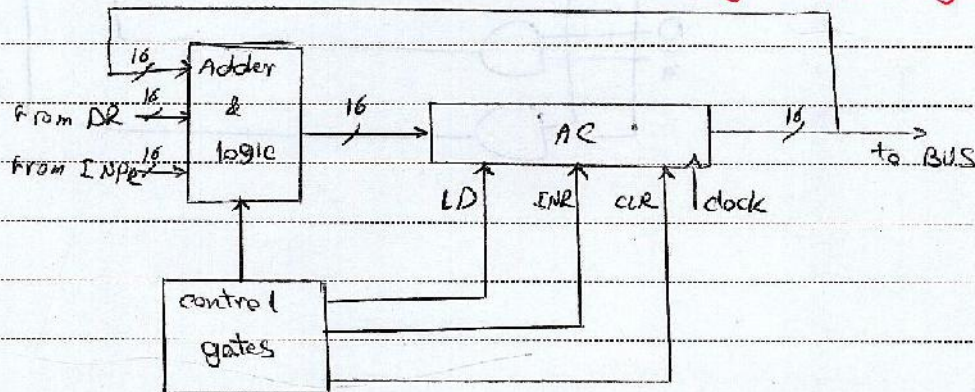 16
Adder
From DR
16
&
16
AC
16
From INPR
16
logic
to BUS
LD
INR
CLR
clock
control
gates